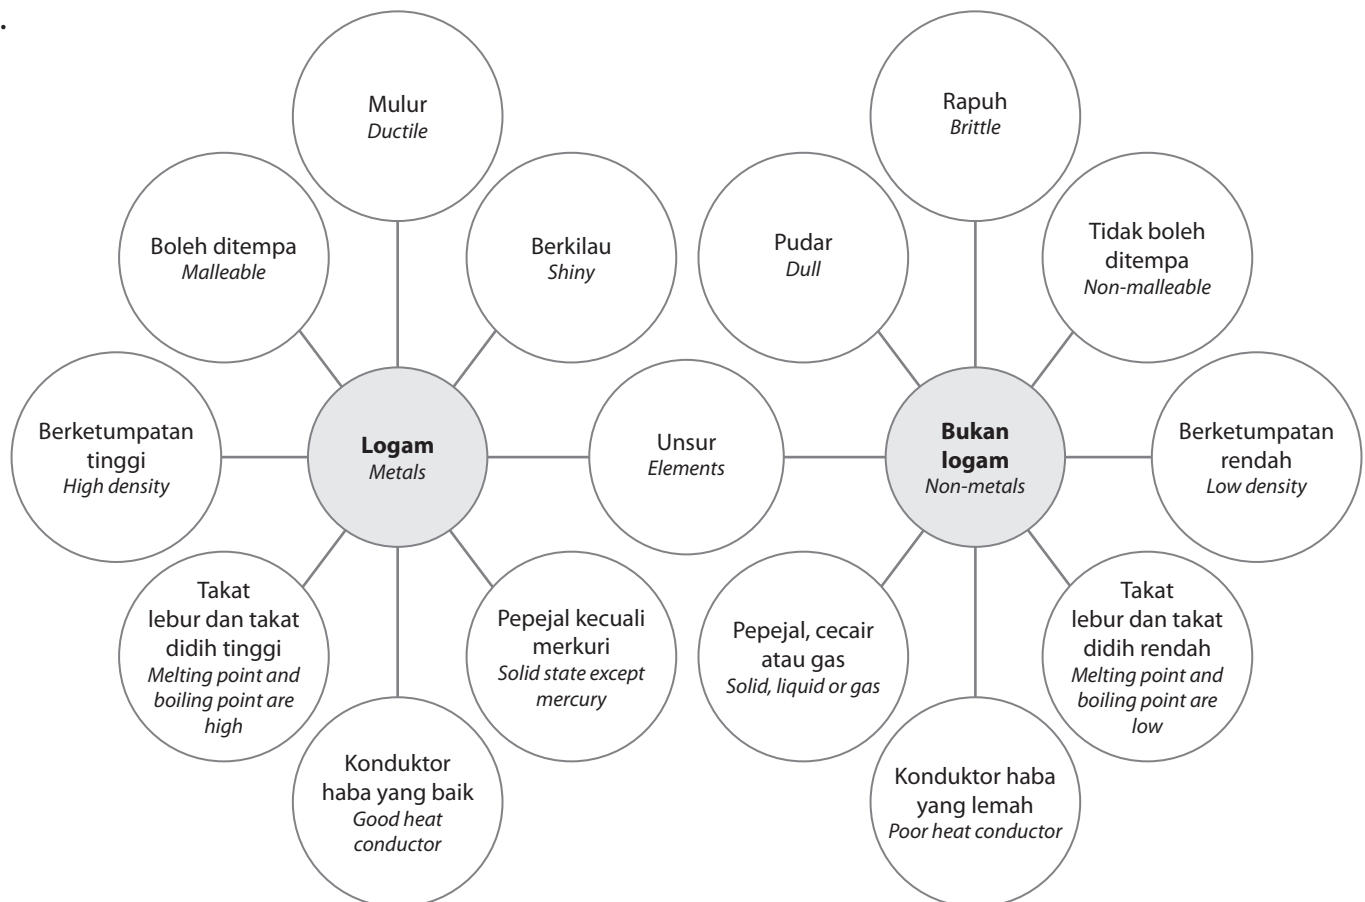 .
Mulur
Ductile
Rapuh
Brittle
Boleh ditempa
Malleable
Berkilau
Shiny
Pudar
Dull
Tidak boleh
ditempa
Non-malleable
Berketumpatan
tinggi
High density
Logam
Metals
Unsur
Elements
Bukan
logam
Non-metals
Berketumpatan
rendah
Low density
Takat
lebur dan takat
didih tinggi
Melting point and
boiling point are
high
Pepejal kecuali
merkuri
Solid state except
mercury
Pepejal, cecair
atau gas
Solid, liquid or gas
Takat
lebur dan takat
didih rendah
Melting point and
boiling point are
low
Konduktor
haba yang baik
Good heat
conductor
Konduktor haba
yang lemah
Poor heat conductor